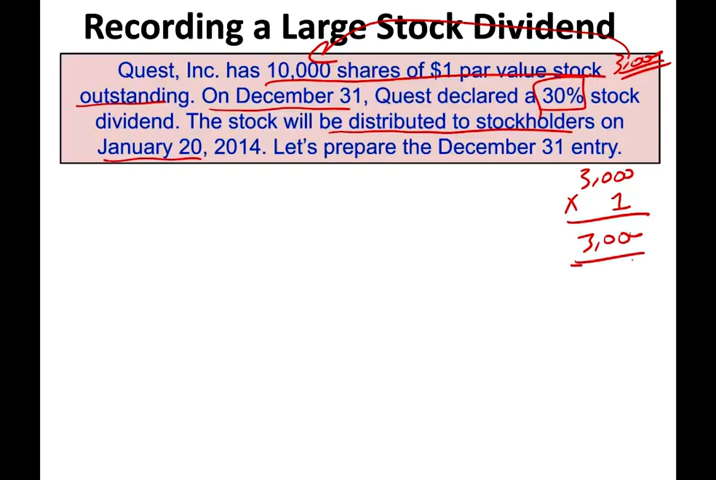 Recording a Large Stock Dividend
3,000
Quest, Inc. has 10,000 shares of $1 par value stock
outstanding. On December 31, Quest declared a 30% stock
dividend. The stock will be distributed to stockholders on
January 20, 2014. Let's prepare the December 31 entry.
3,000
x 1
3,000